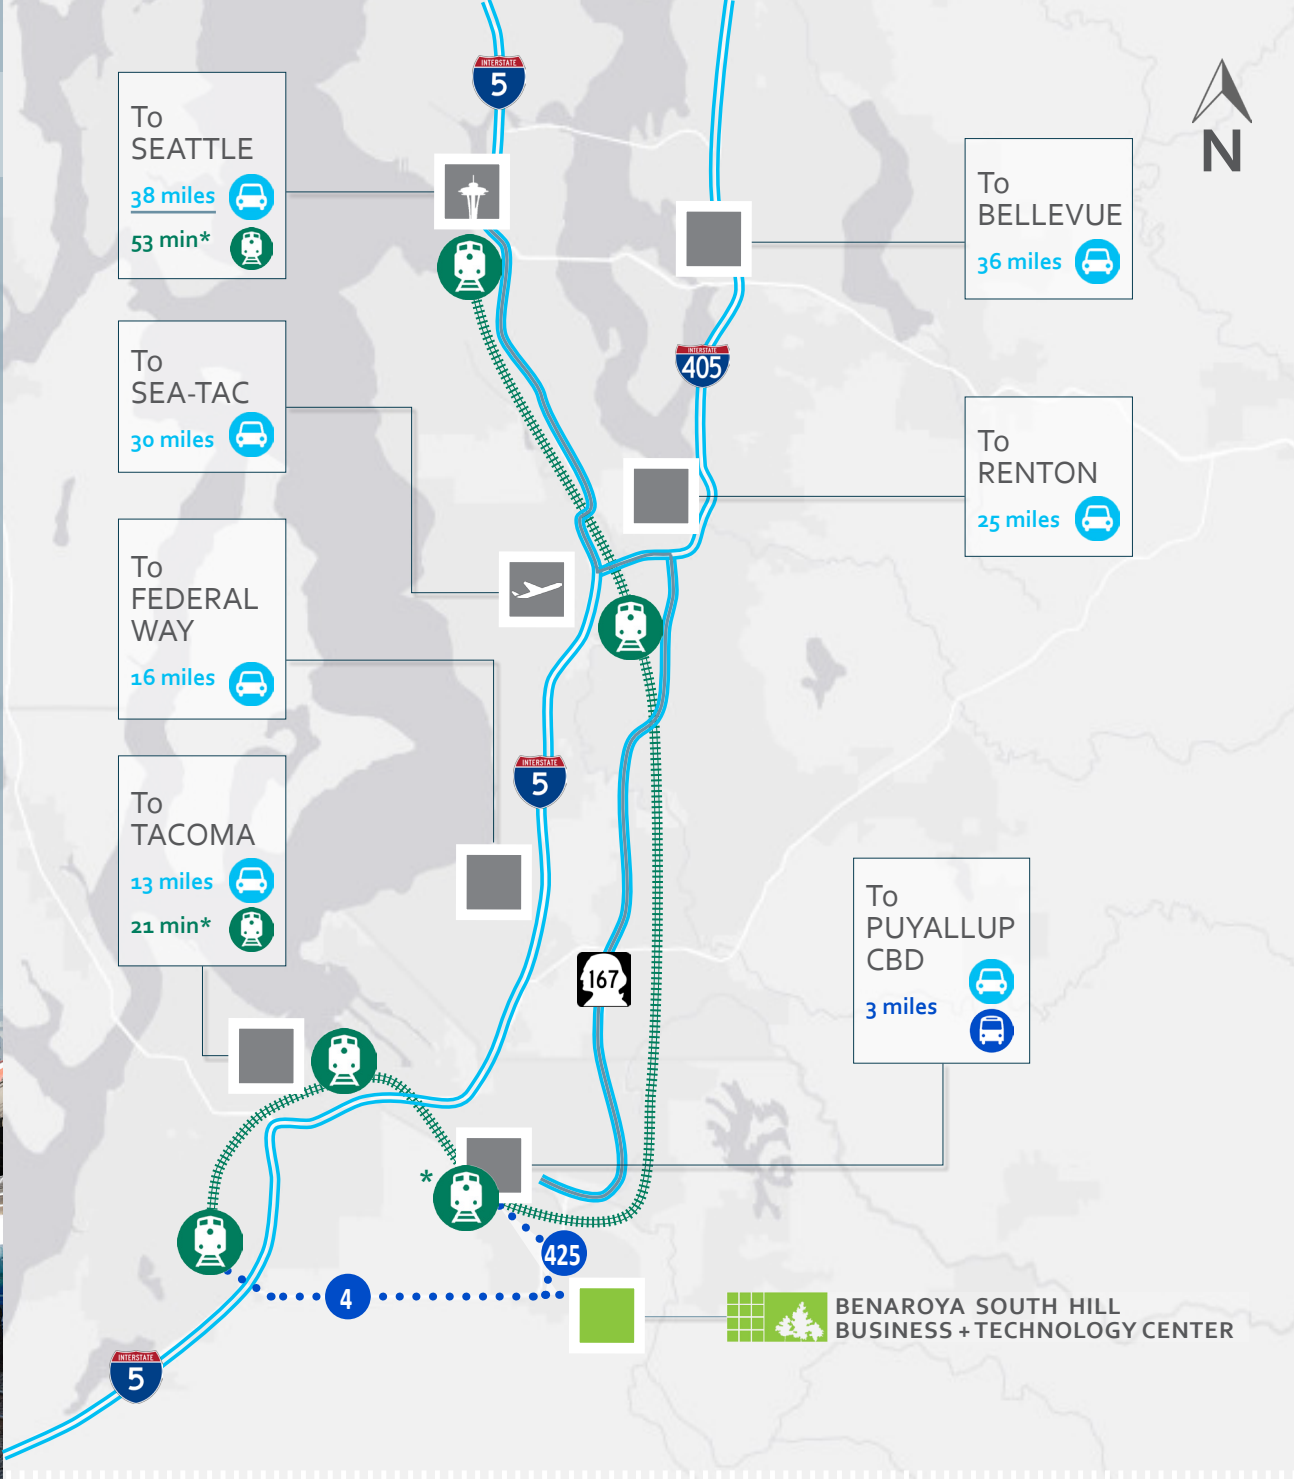 INTERSTATE
5
N
To
SEATTLE
38 miles
53 min*
To
BELLEVUE
36 miles
To
SEA-TAC
30 miles
INTERSTATE
405
To
RENTON
25 miles
To
FEDERAL
WAY
16 miles
INTERSTATE
5
To
TACOMA
13 miles
21 min*
To
PUYALLUP
CBD
3 miles
167
*
425
4
BENAROYA SOUTH HILL
BUSINESS + TECHNOLOGY CENTER
INTERSTATE
5